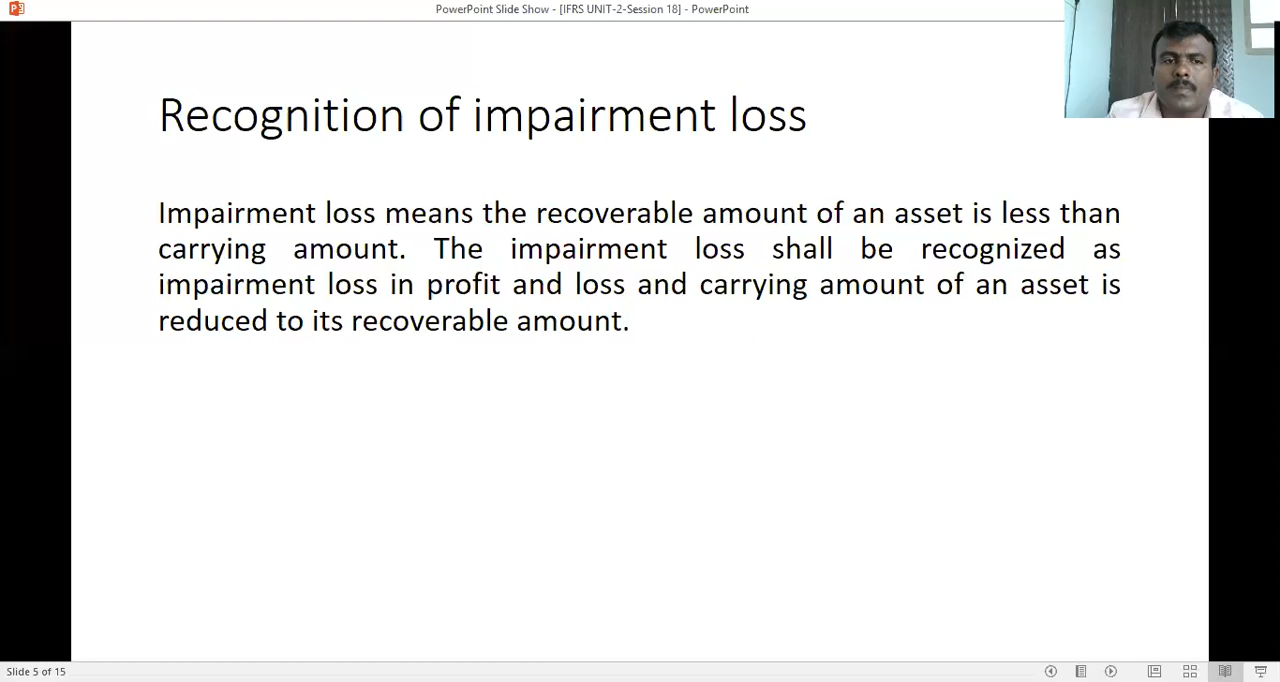 PowerPoint Slide Show - [IFRS UNIT-2-Session 18] - PowerPoint
Recognition of impairment loss
Impairment loss means the recoverable amount of an asset is less than
carrying amount. The impairment loss shall be recognized as
impairment loss in profit and loss and carrying amount of an asset is
reduced to its recoverable amount.
Slide 5 of 15